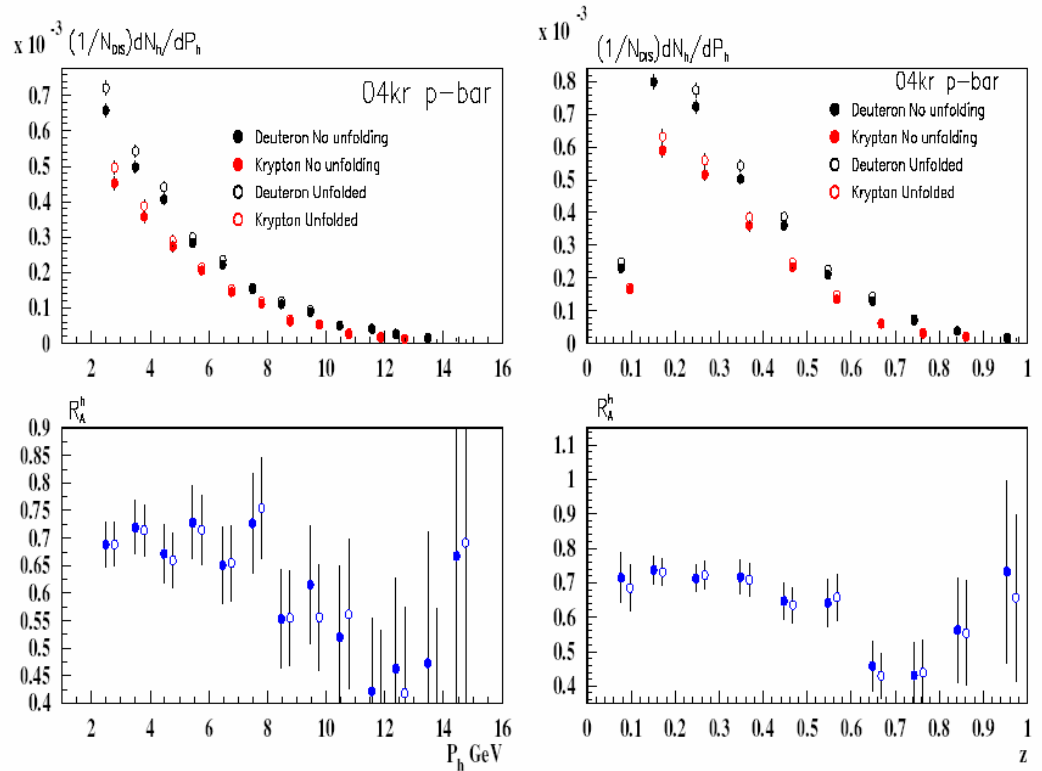 x 10 -3
(1/N_DIS)dN_h/dP_h
04kr p-bar
Deuteron No unfolding
Krypton No unfolding
Deuteron Unfolded
Krypton Unfolded
0.7
0.6
0.5
0.4
0.3
0.2
0.1
0
2 4 6 8 10 12 14 16
x 10 -3
(1/N_DIS)dN_h/dP_h
04kr p-bar
Deuteron No unfolding
Krypton No unfolding
Deuteron Unfolded
Krypton Unfolded
0.8
0.7
0.6
0.5
0.4
0.3
0.2
0.1
0
0 0.1 0.2 0.3 0.4 0.5 0.6 0.7 0.8 0.9 1
R_A^h
0.9
0.85
0.8
0.75
0.7
0.65
0.6
0.55
0.5
0.45
0.4
2 4 6 8 10 12 14 16
P_h GeV
R_A^h
1.1
1
0.9
0.8
0.7
0.6
0.5
0.4
0 0.1 0.2 0.3 0.4 0.5 0.6 0.7 0.8 0.9 1
z